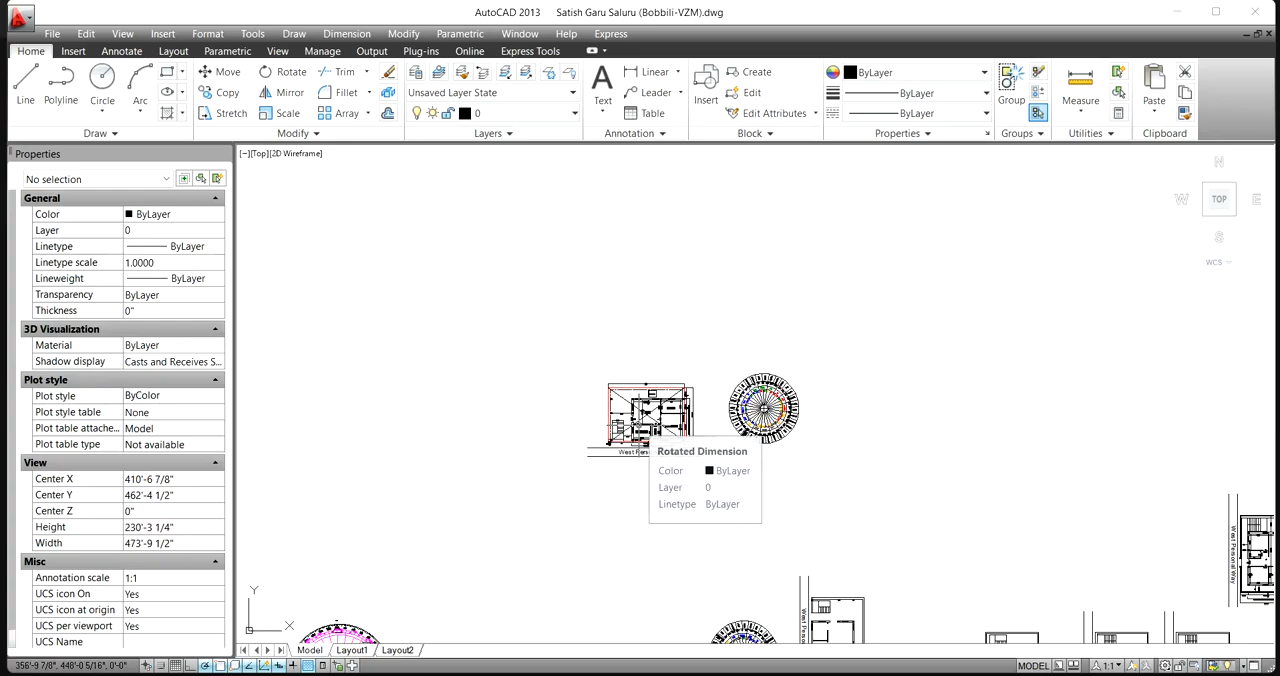 AutoCAD 2013 Satish Garu Saluru (Bobbili-VZM).dwg
File Edit View Insert Format Tools Draw Dimension Modify Parametric Window Help Express
Home Insert Annotate Layout Parametric View Manage Output Plug-ins Online Express Tools
Move Rotate Trim Unsaved Layer State Linear Create ByLayer
Line Polyline Circle Arc Copy Mirror Fillet Text Leader Insert Edit ByLayer Group Measure Paste
Stretch Scale Array 0 Table Edit Attributes ByLayer
Draw Modify Layers Annotation Block Properties Groups Utilities Clipboard
Properties
No selection
General
Color ByLayer
Layer 0
Linetype ByLayer
Linetype scale 1.0000
Lineweight ByLayer
Transparency ByLayer
Thickness 0"
3D Visualization
Material ByLayer
Shadow display Casts and Receives S...
Plot style
Plot style ByColor
Plot style table None
Plot table attache... Model
Plot table type Not available
View
Center X 410'-6 7/8"
Center Y 462'-4 1/2"
Center Z 0"
Height 230'-3 1/4"
Width 473'-9 1/2"
Misc
Annotation scale 1:1
UCS icon On Yes
UCS icon at origin Yes
UCS per viewport Yes
UCS Name
[−][Top][2D Wireframe]
N
W TOP E
S
WCS
West Pers
Rotated Dimension
Color ByLayer
Layer 0
Linetype ByLayer
West Personal Way
West Personal
Y
X
Model Layout1 Layout2
356'-9 7/8", 448'-0 5/16", 0'-0" MODEL 1:1